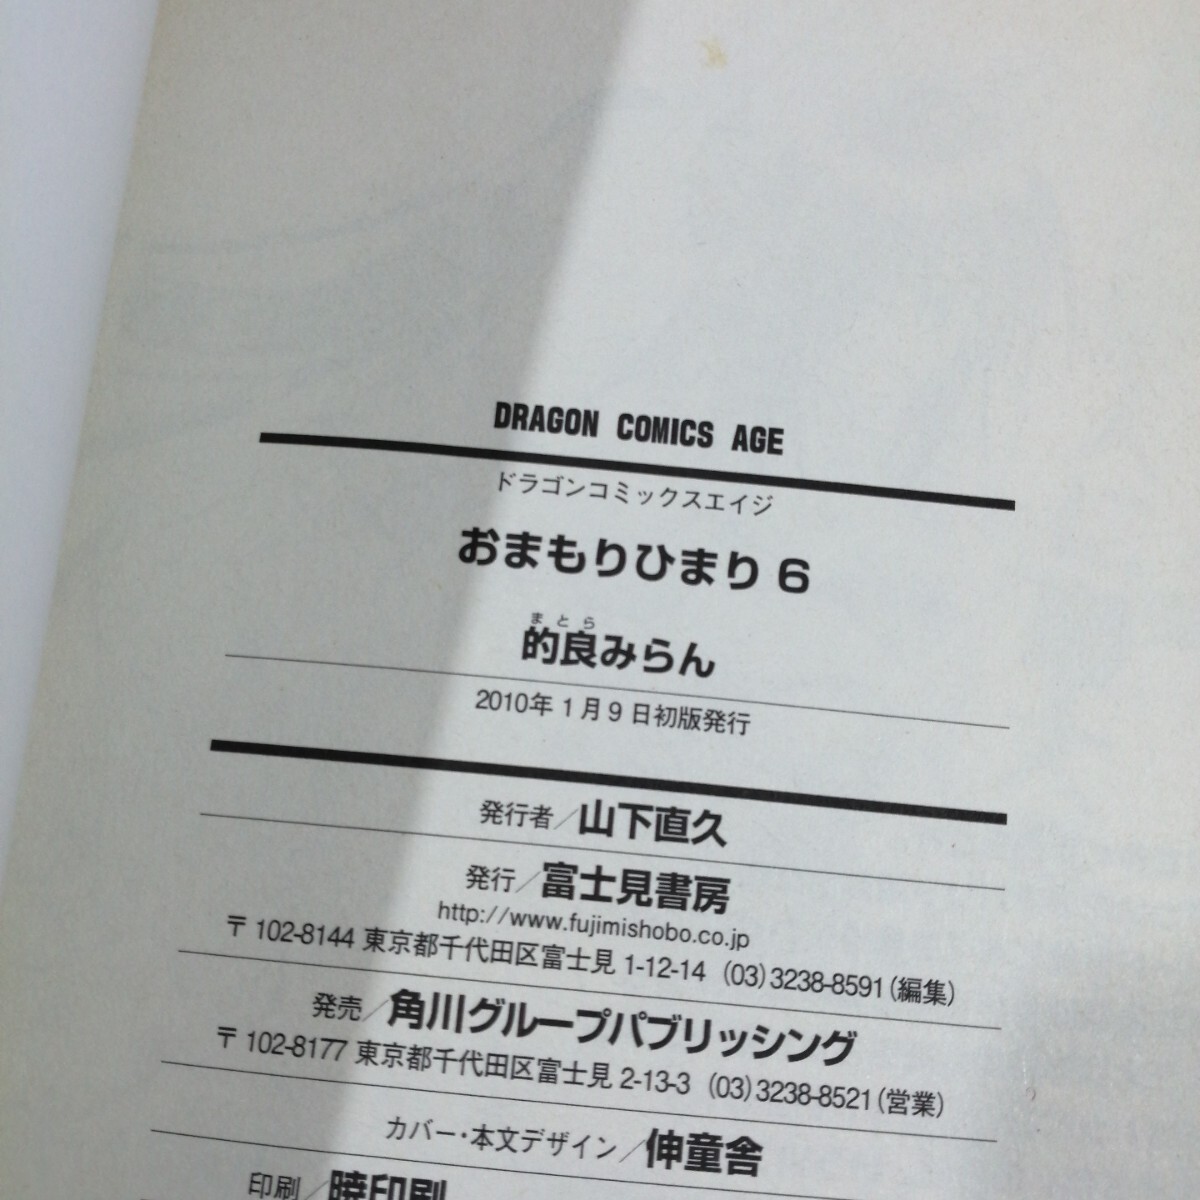 DRAGON COMICS AGE
ドラゴンコミックスエイジ
おまもりひまり 6
まとら
的良みらん
2010年1月9日初版発行
発行者／山下直久
発行／富士見書房
http://www.fujimishobo.co.jp
〒102-8144 東京都千代田区富士見 1-12-14 (03)3238-8591(編集)
発売／角川グループパブリッシング
〒102-8177 東京都千代田区富士見 2-13-3 (03)3238-8521(営業)
カバー・本文デザイン／伸童舎
印刷／暁印刷